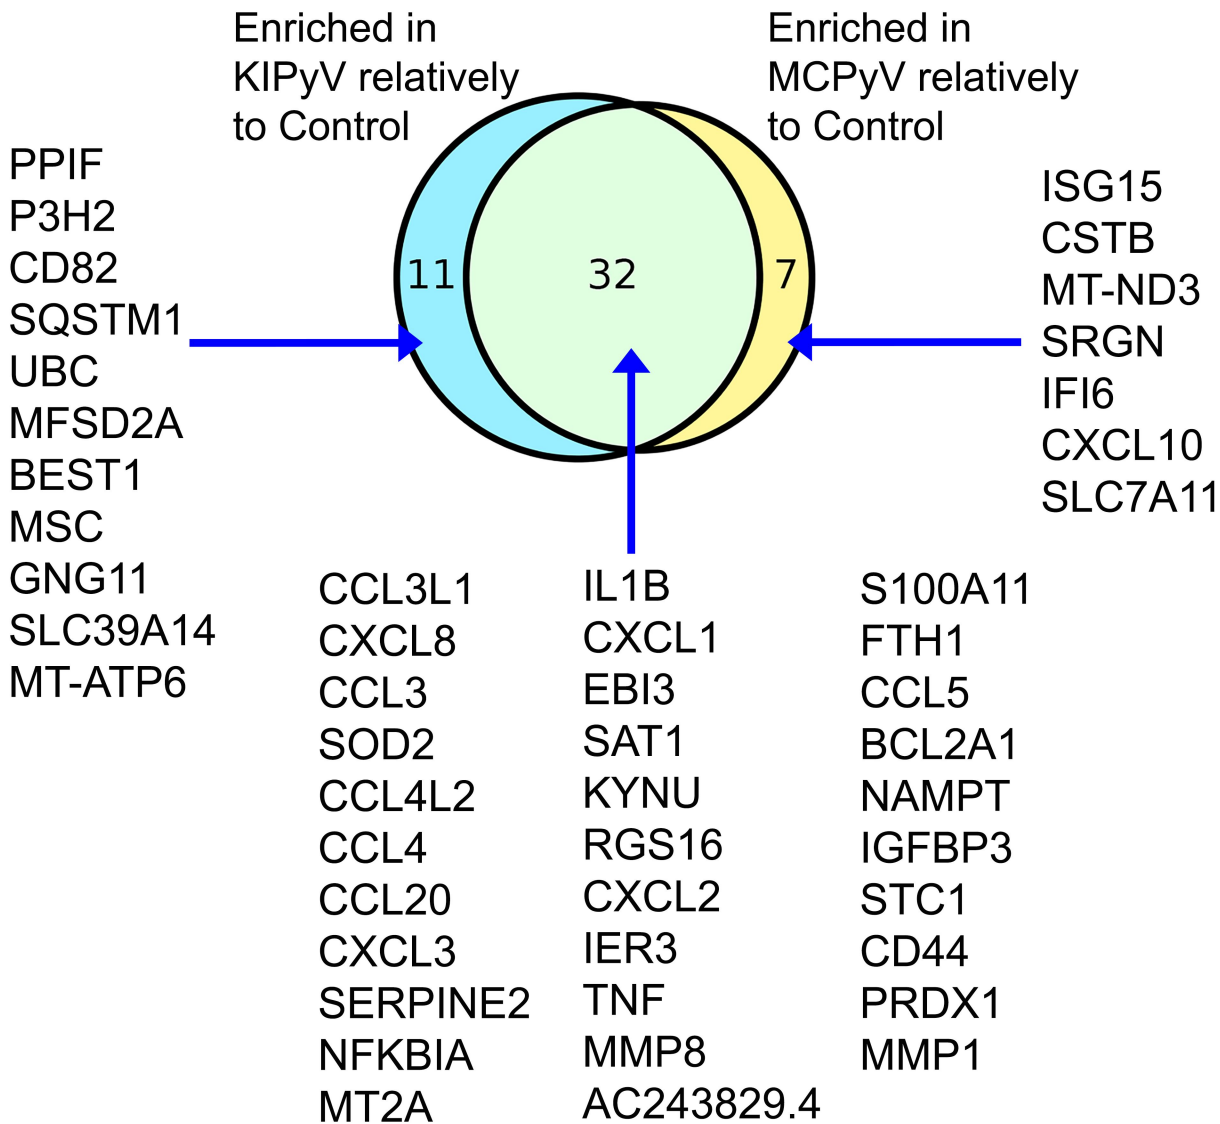 Enriched in
KIPyV relatively
to Control
Enriched in
MCPyV relatively
to Control
PPIF
P3H2
CD82
SQSTM1
UBC
MFSD2A
BEST1
MSC
GNG11
SLC39A14
MT-ATP6
11
32
7
ISG15
CSTB
MT-ND3
SRGN
IFI6
CXCL10
SLC7A11
CCL3L1
CXCL8
CCL3
SOD2
CCL4L2
CCL4
CCL20
CXCL3
SERPINE2
NFKBIA
MT2A
IL1B
CXCL1
EBI3
SAT1
KYNU
RGS16
CXCL2
IER3
TNF
MMP8
AC243829.4
S100A11
FTH1
CCL5
BCL2A1
NAMPT
IGFBP3
STC1
CD44
PRDX1
MMP1